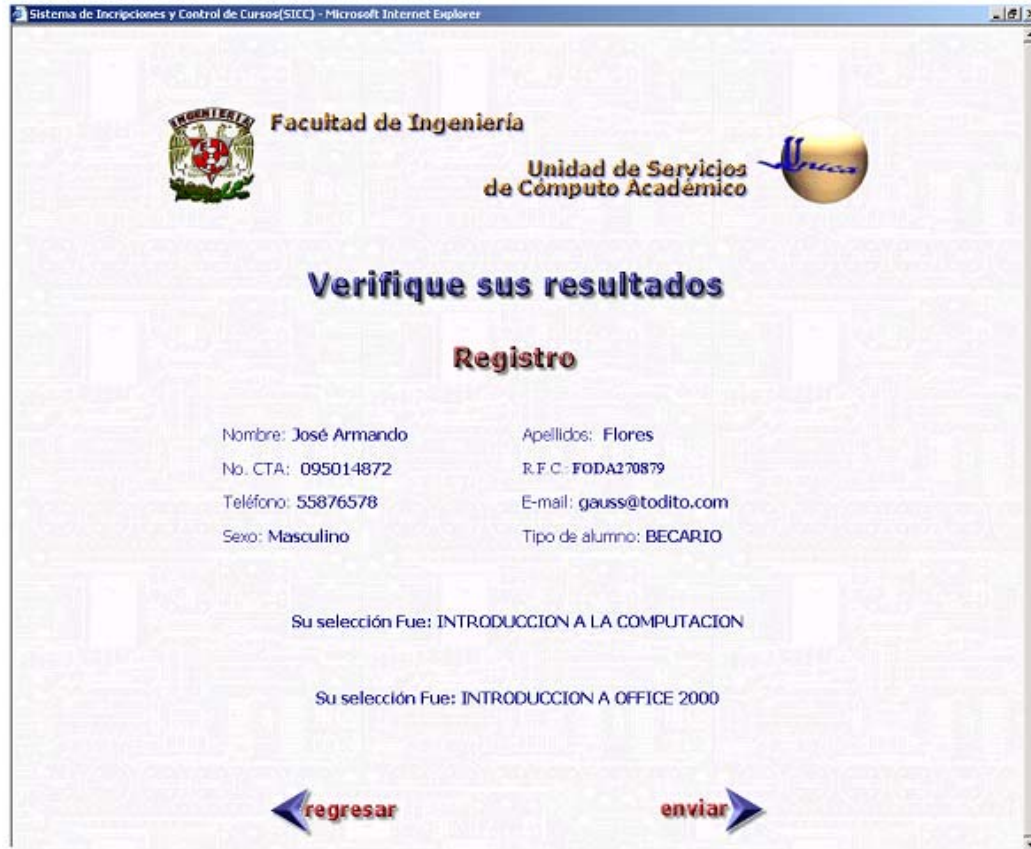 Sistema de Incripciones y Control de Cursos(SICC) - Microsoft Internet Explorer
INGENIERIA
Facultad de Ingeniería
Unidad de Servicios
de Cómputo Académico
Unica
Verifique sus resultados
Registro
Nombre: José Armando Apellidos: Flores
No. CTA: 095014872 R.F.C.: FODA270879
Teléfono: 55876578 E-mail: gauss@todito.com
Sexo: Masculino Tipo de alumno: BECARIO
Su selección Fue: INTRODUCCION A LA COMPUTACION
Su selección Fue: INTRODUCCION A OFFICE 2000
regresar enviar